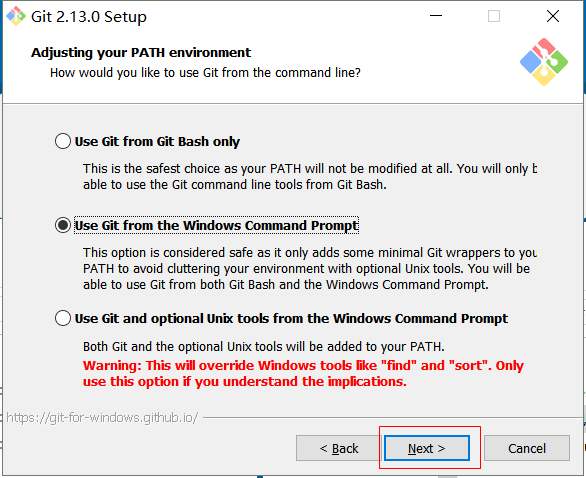 Git 2.13.0 Setup
Adjusting your PATH environment
How would you like to use Git from the command line?
Use Git from Git Bash only
This is the safest choice as your PATH will not be modified at all. You will only
able to use the Git command line tools from Git Bash.
Use Git from the Windows Command Prompt
This option is considered safe as it only adds some minimal Git wrappers to you
PATH to avoid cluttering your environment with optional Unix tools. You will be
able to use Git from both Git Bash and the Windows Command Prompt.
Use Git and optional Unix tools from the Windows Command Prompt
Both Git and the optional Unix tools will be added to your PATH.
Warning: This will override Windows tools like "find" and "sort". Only
use this option if you understand the implications.
https://git-for-windows.github.io/
< Back
Next >
Cancel